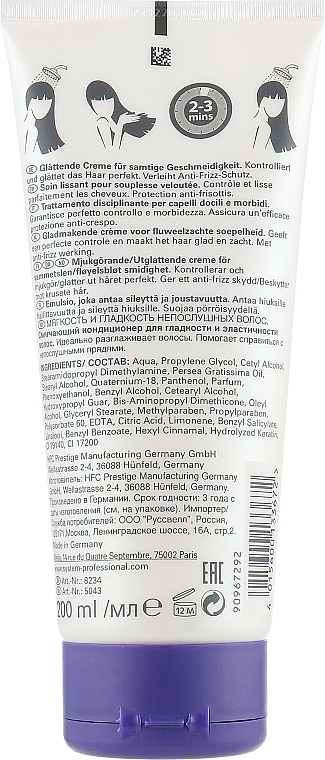 2-3
mins
Glättende Creme für samtige Geschmeidigkeit. Kontrolliert
und glättet das Haar perfekt. Verleiht Anti-Frizz-Schutz.
Soin lissant pour souplesse veloutée. Contrôle et lisse
parfaitement les cheveux. Protection anti-frisottis.
Trattamento disciplinante per capelli docili e morbidi.
Garantisce perfetto controllo e morbidezza. Assicura un'efficace
protezione anti-crespo.
Gladmakende crème voor fluweelzachte soepelheid. Geeft
een perfecte controle en maakt het haar glad en zacht. Met
anti-frizz werking.
Mjukgörande/Utglattende creme för
sammetslen/fløyelsbløt smidighet. Kontrollerar och
mjukgör/glatter ut håret perfekt. Ger ett anti-frizz skydd/Beskytter
mot krusete hår.
Emulsio, joka antaa sileyttä ja joustavuutta. Antaa hiuksille
hallittavuutta ja sileyttä hiuksille. Suojaa pörröisyydeltä.
МЯГКОСТЬ И ГЛАДКОСТЬ НЕПОСЛУШНЫХ ВОЛОС.
Смягчающий кондиционер для гладкости и эластичности
волос. Идеально разглаживает волосы. Помогает справиться с
непослушными прядями.
INGREDIENTS/ СОСТАВ: Aqua, Propylene Glycol, Cetyl Alcohol,
Stearamidopropyl Dimethylamine, Persea Gratissima Oil,
Stearyl Alcohol, Quaternium-18, Panthenol, Parfum,
Phenoxyethanol, Benzyl Alcohol, Cetearyl Alcohol,
Hydroxypropyl Guar, Bis-Aminopropyl Dimethicone, Oleyl
Alcohol, Glyceryl Stearate, Methylparaben, Propylparaben,
Polysorbate 60, EDTA, Citric Acid, Limonene, Benzyl Salicylate,
Linalool, Benzyl Benzoate, Hexyl Cinnamal, Hydrolyzed Keratin,
CI 19140, CI 17200
HFC Prestige Manufacturing Germany GmbH
Wellastrasse 2-4, 36088 Hünfeld, Germany
Изготовитель: HFC Prestige Manufacturing Germany
GmbH, Wellastrasse 2-4, 36088 Hünfeld, Germany.
Произведено в Германии. Срок годности: 3 года с
даты изготовления (см. на упаковке). Импортер/
Служба потребителей: ООО "Руссвелл", Россия,
125171, Москва, Ленинградское шоссе, 16А, стр.2.
Made in Germany
Wella, 14 rue du Quatre Septembre, 75002 Paris
www.system-professional.com
Art.-Nr.: 8234
Art.-Nr.: 5043
200 ml /мл e
12 M
EAC
90967292
4 015600 133672